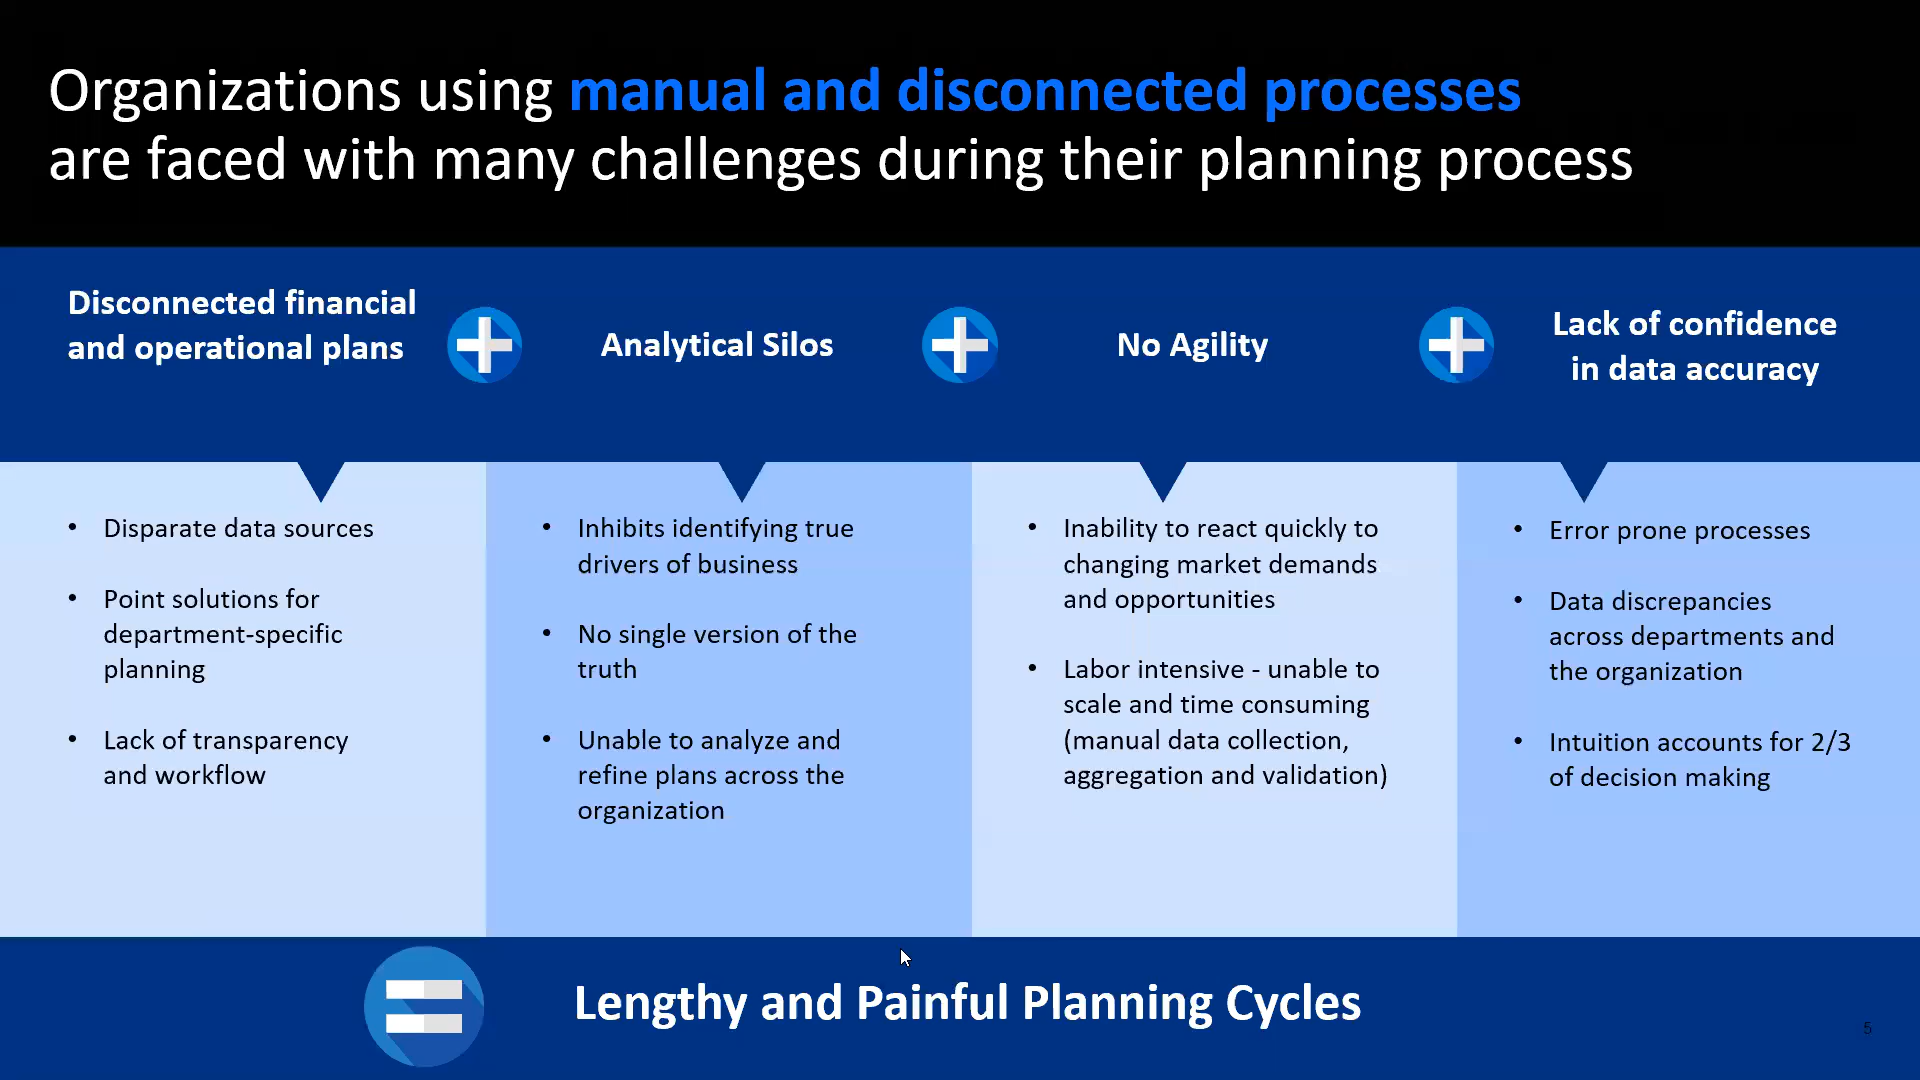 Organizations using manual and disconnected processes
are faced with many challenges during their planning process
Disconnected financial
and operational plans
Analytical Silos
No Agility
Lack of confidence
in data accuracy
• Disparate data sources
• Point solutions for
department-specific
planning
• Lack of transparency
and workflow
• Inhibits identifying true
drivers of business
• No single version of the
truth
• Unable to analyze and
refine plans across the
organization
• Inability to react quickly to
changing market demands
and opportunities
• Labor intensive - unable to
scale and time consuming
(manual data collection,
aggregation and validation)
• Error prone processes
• Data discrepancies
across departments and
the organization
• Intuition accounts for 2/3
of decision making
Lengthy and Painful Planning Cycles
5